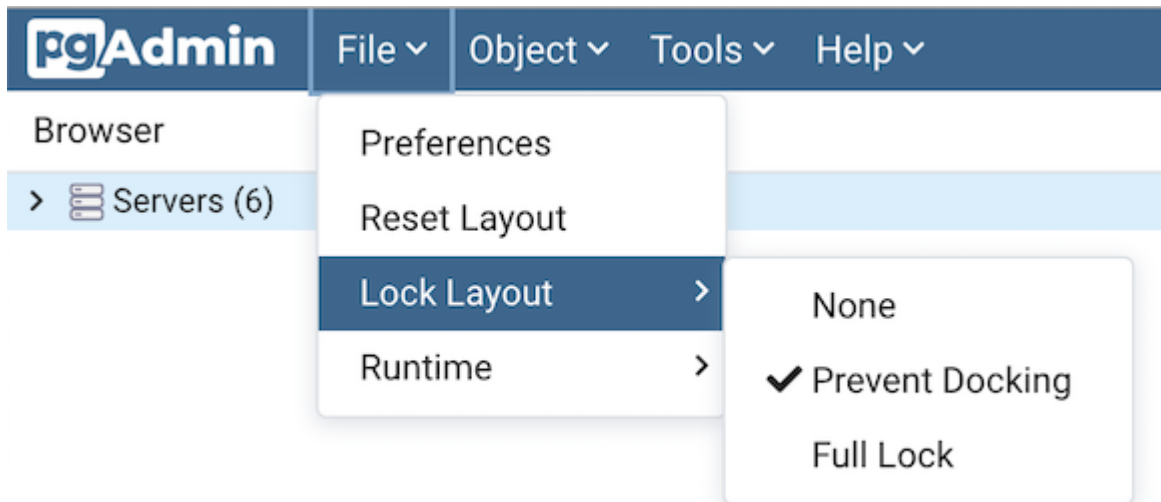 pgAdmin File Object Tools Help
Browser
Servers (6)
Preferences
Reset Layout
Lock Layout
Runtime
None
Prevent Docking
Full Lock